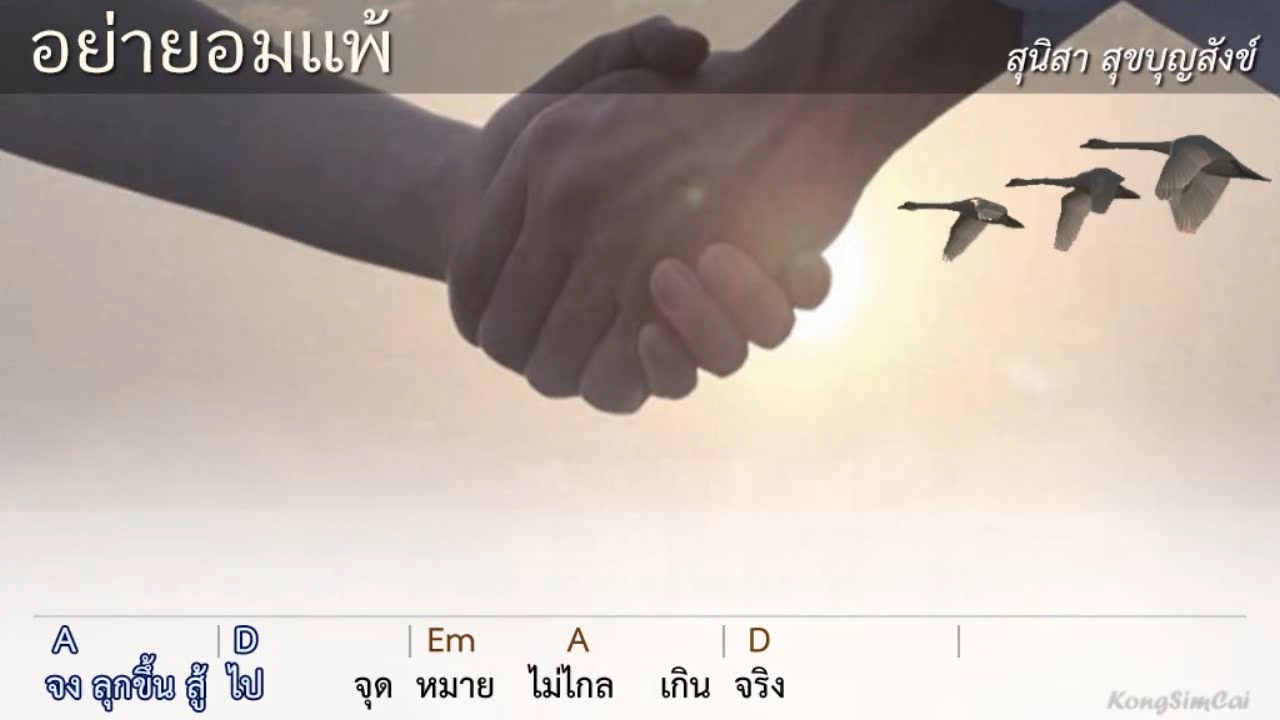 อย่ายอมแพ้
สุนิสา สุขบุญสังข์
A | D | Em A | D |
จง ลุกขึ้น สู้ ไป จุด หมาย ไม่ไกล เกิน จริง
KongSimCai